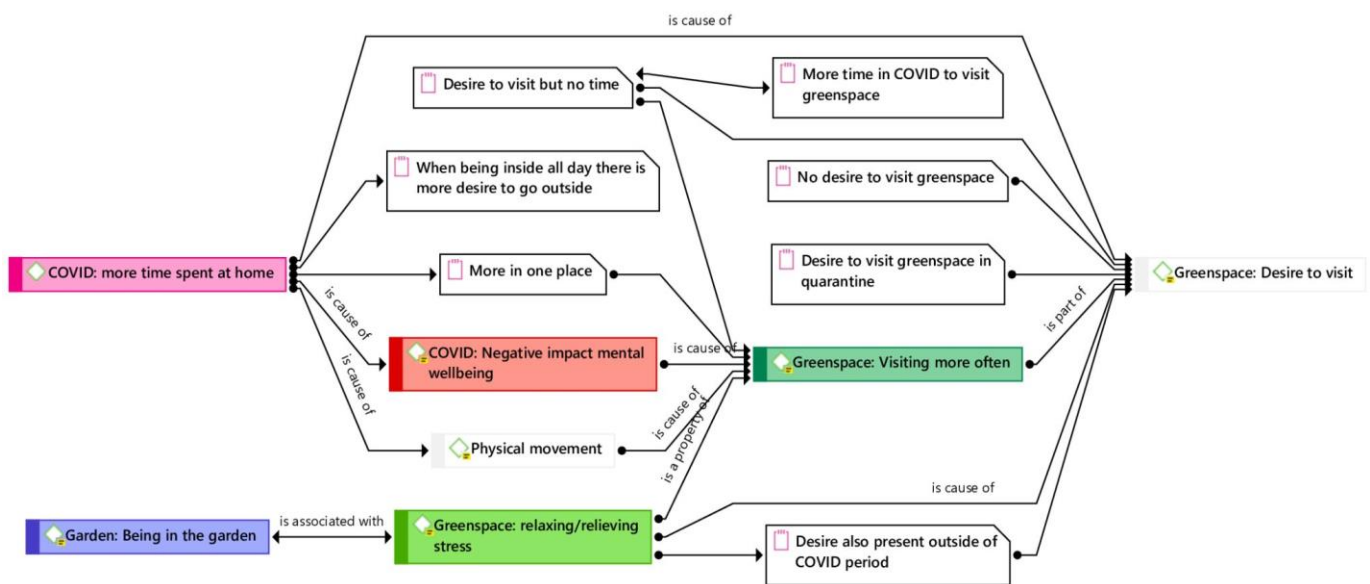 is cause of
Desire to visit but no time
More time in COVID to visit
greenspace
When being inside all day there is
more desire to go outside
No desire to visit greenspace
COVID: more time spent at home
More in one place
Desire to visit greenspace in
quarantine
Greenspace: Desire to visit
is cause of
is part of
COVID: Negative impact mental
wellbeing
is cause of
Greenspace: Visiting more often
is cause of
is cause of
Physical movement
is a property of
is cause of
Garden: Being in the garden
is associated with
Greenspace: relaxing/relieving
stress
Desire also present outside of
COVID period